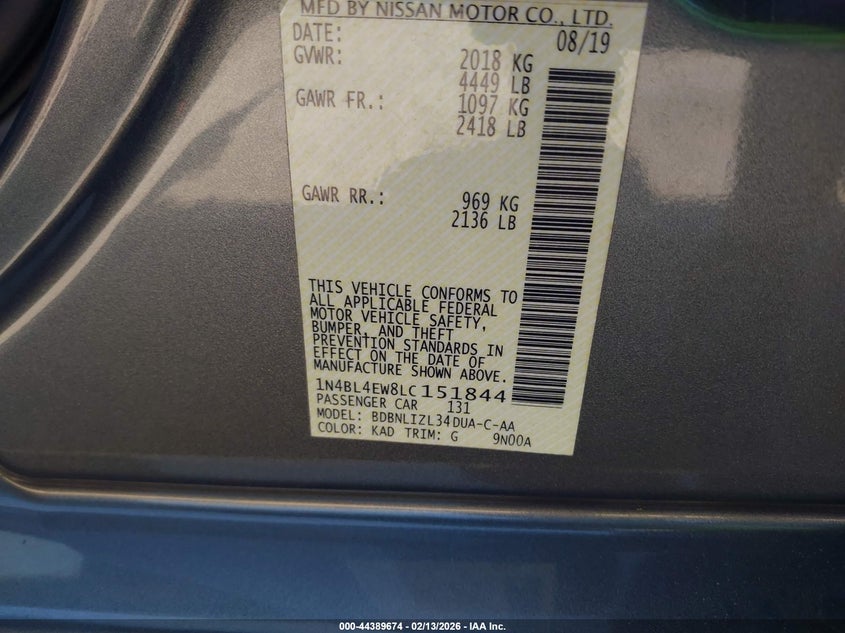 MFD BY NISSAN MOTOR CO., LTD.
DATE: 08/19
GVWR: 2018 KG
4449 LB
GAWR FR.: 1097 KG
2418 LB
GAWR RR.: 969 KG
2136 LB
THIS VEHICLE CONFORMS TO
ALL APPLICABLE FEDERAL
MOTOR VEHICLE SAFETY,
BUMPER, AND THEFT
PREVENTION STANDARDS IN
EFFECT ON THE DATE OF
MANUFACTURE SHOWN ABOVE.
1N4BL4EW8LC151844
PASSENGER CAR 131
MODEL: BDBNLIZL34DUA-C-AA
COLOR: KAD TRIM: G 9N00A
000-44389674 - 02/13/2026 - IAA Inc.